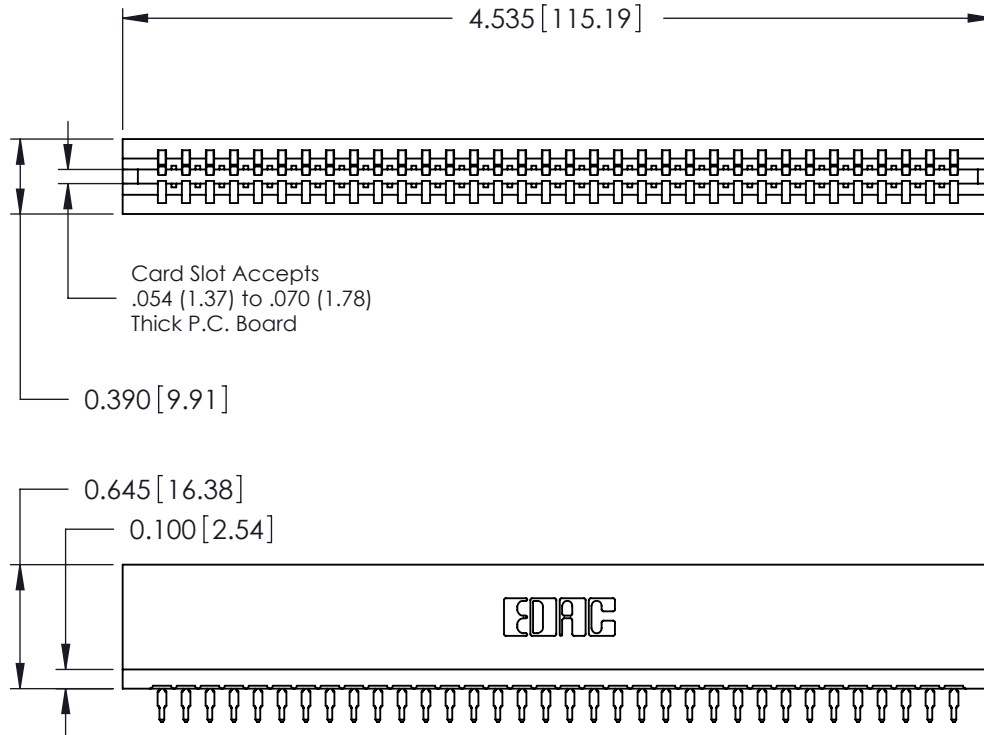 4.535 [115.19]
Card Slot Accepts
.054 (1.37) to .070 (1.78)
Thick P.C. Board
0.390 [9.91]
0.645 [16.38]
0.100 [2.54]
EDAC